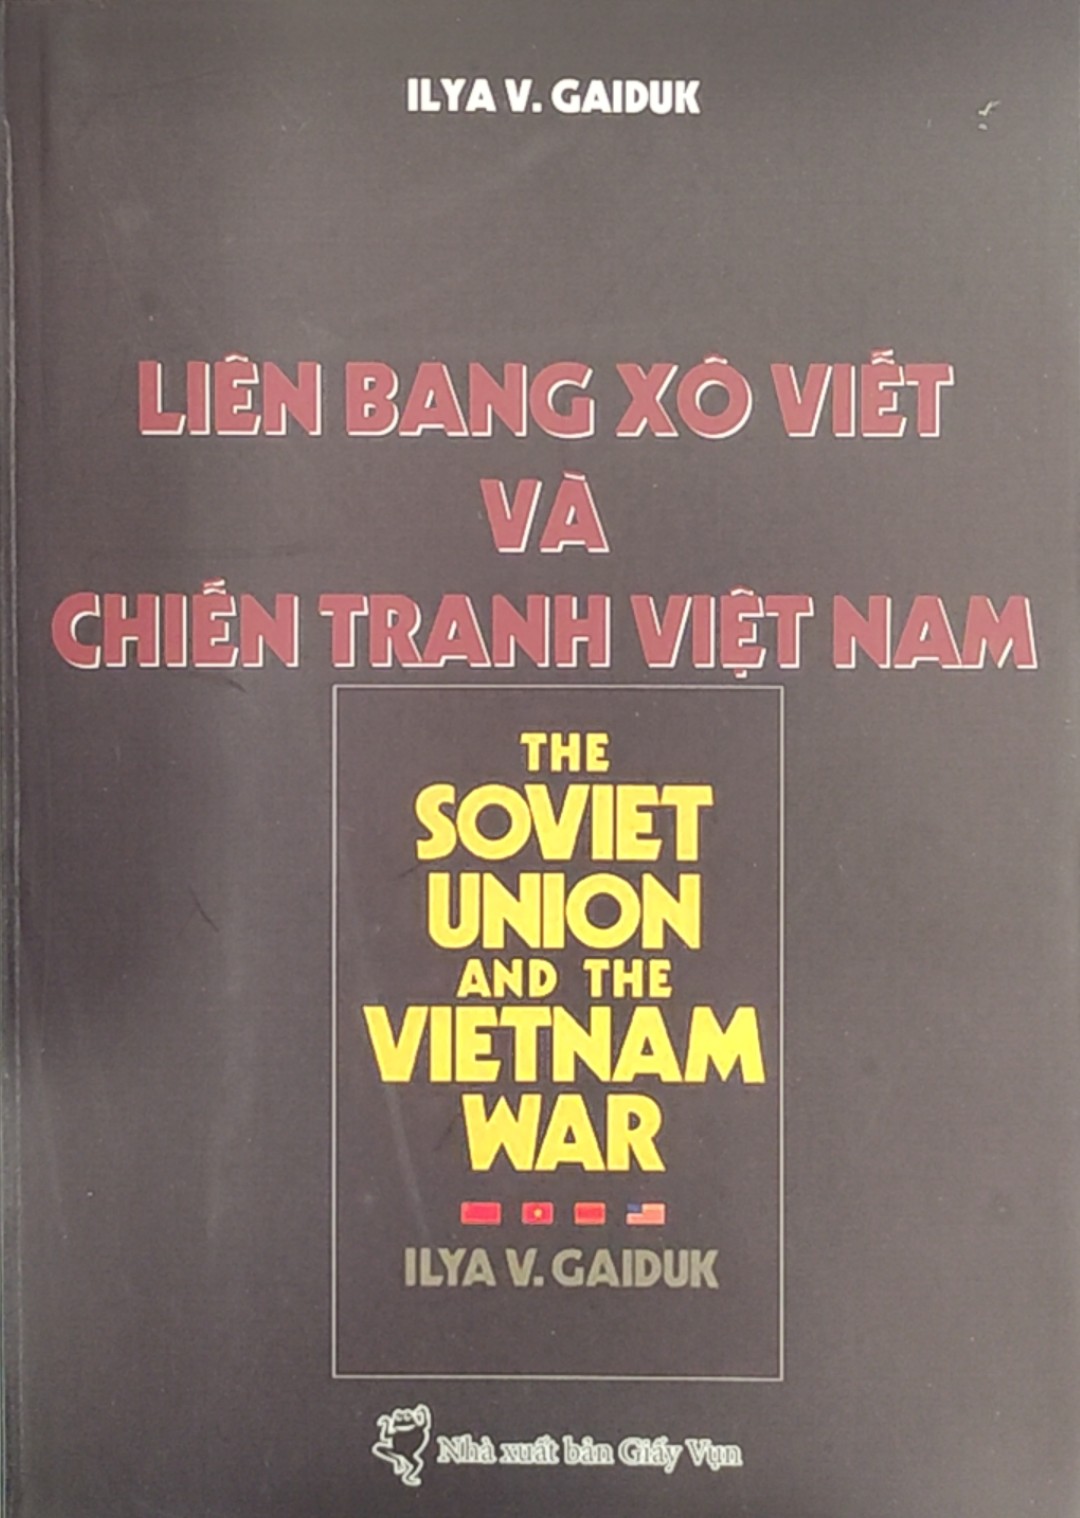 ILYA V. GAIDUK
LIÊN BANG XÔ VIẾT
VÀ
CHIẾN TRANH VIỆT NAM
THE
SOVIET
UNION
AND THE
VIETNAM
WAR
ILYA V. GAIDUK
Nhà xuất bản Giấy Vụn